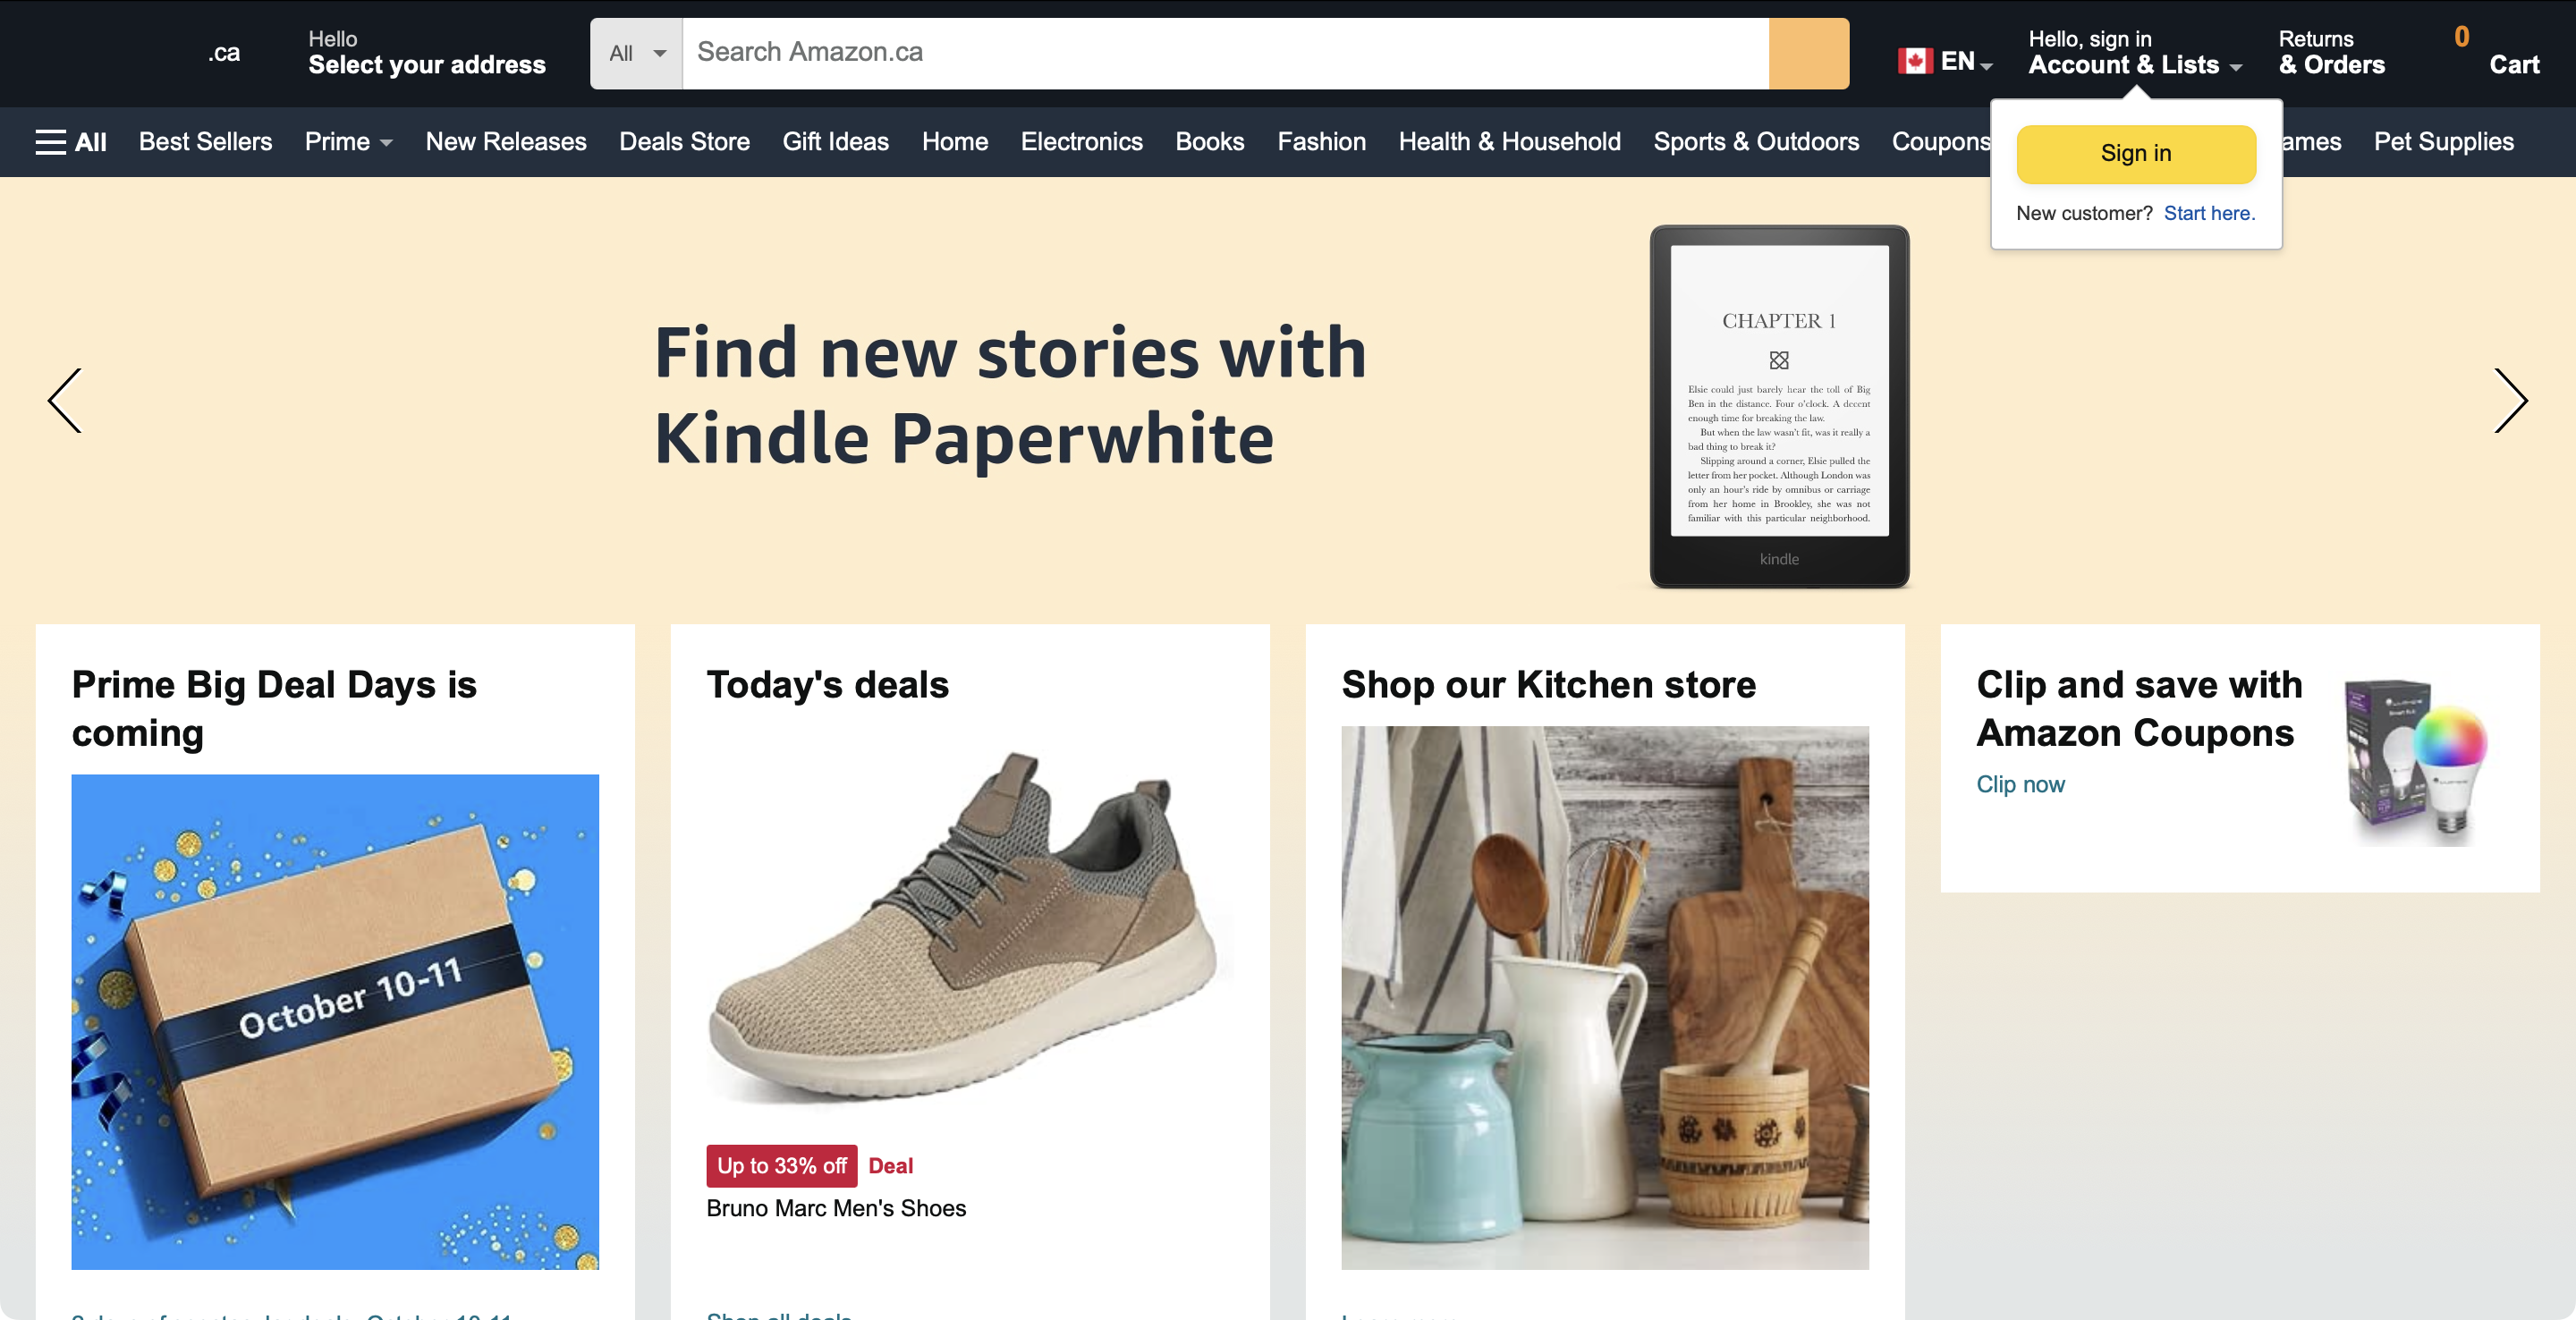 .ca
Hello
Select your address
All
Search Amazon.ca
EN
Hello, sign in
Account & Lists
Returns
& Orders
0
Cart
All
Best Sellers
Prime
New Releases
Deals Store
Gift Ideas
Home
Electronics
Books
Fashion
Health & Household
Sports & Outdoors
Coupons
ames
Pet Supplies
Sign in
New customer? Start here.
Find new stories with
Kindle Paperwhite
CHAPTER 1
Elsie could just barely hear the toll of Big
Ben in the distance. Four o'clock. A decent
enough time for breaking the law.
But when the law wasn't fit, was it really a
bad thing to break it?
Slipping around a corner, Elsie pulled the
letter from her pocket. Although London was
only an hour's ride by omnibus or carriage
from her home in Brookley, she was not
familiar with this particular neighborhood.
kindle
Prime Big Deal Days is
coming
October 10-11
Today's deals
Up to 33% off
Deal
Bruno Marc Men's Shoes
Shop all deals
Shop our Kitchen store
Clip and save with
Amazon Coupons
Clip now